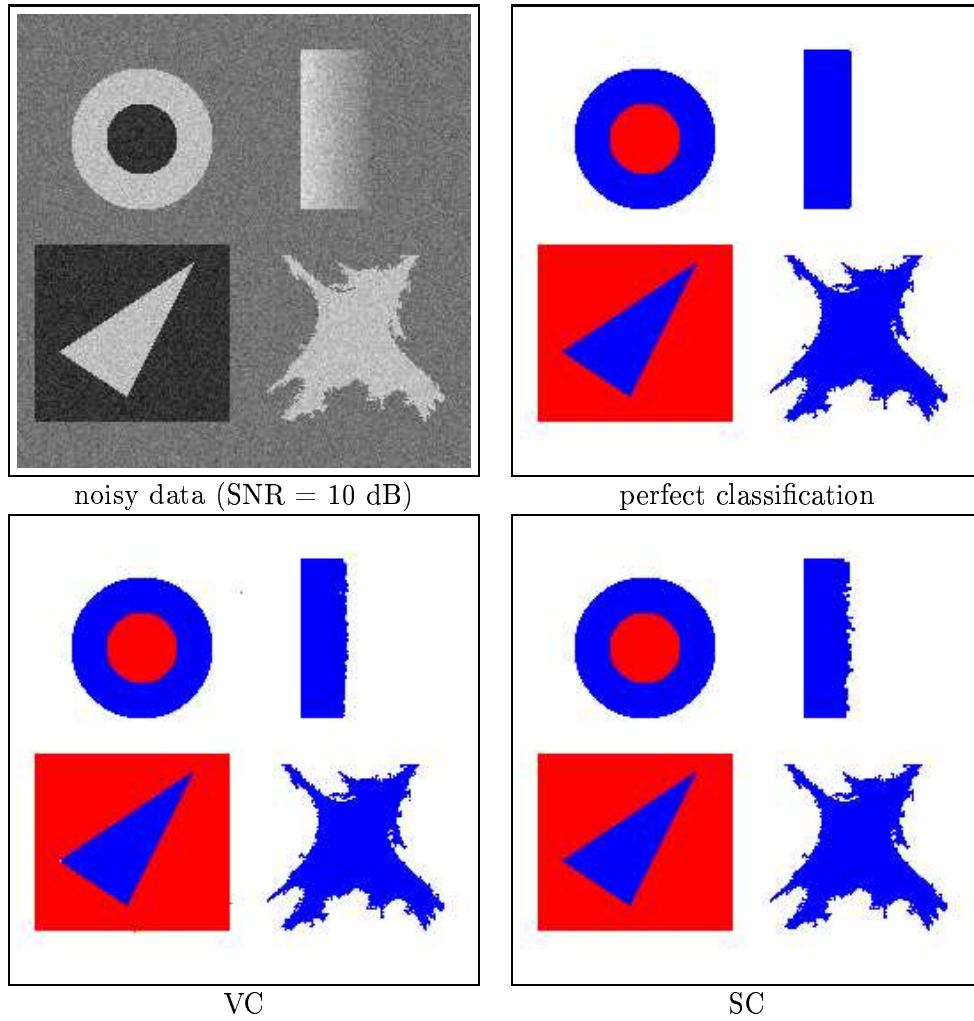 noisy data (SNR = 10 dB)
perfect classification
VC
SC